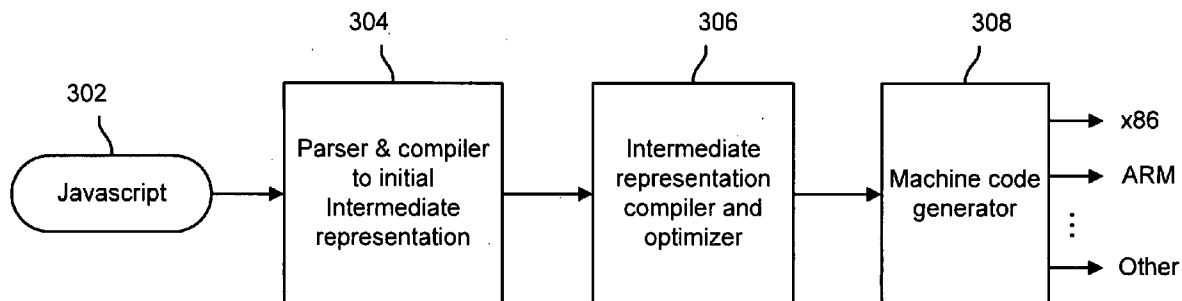 304
306
308
302
Javascript
Parser & compiler
to initial
Intermediate
representation
Intermediate
representation
compiler and
optimizer
Machine code
generator
x86
ARM
⋮
Other